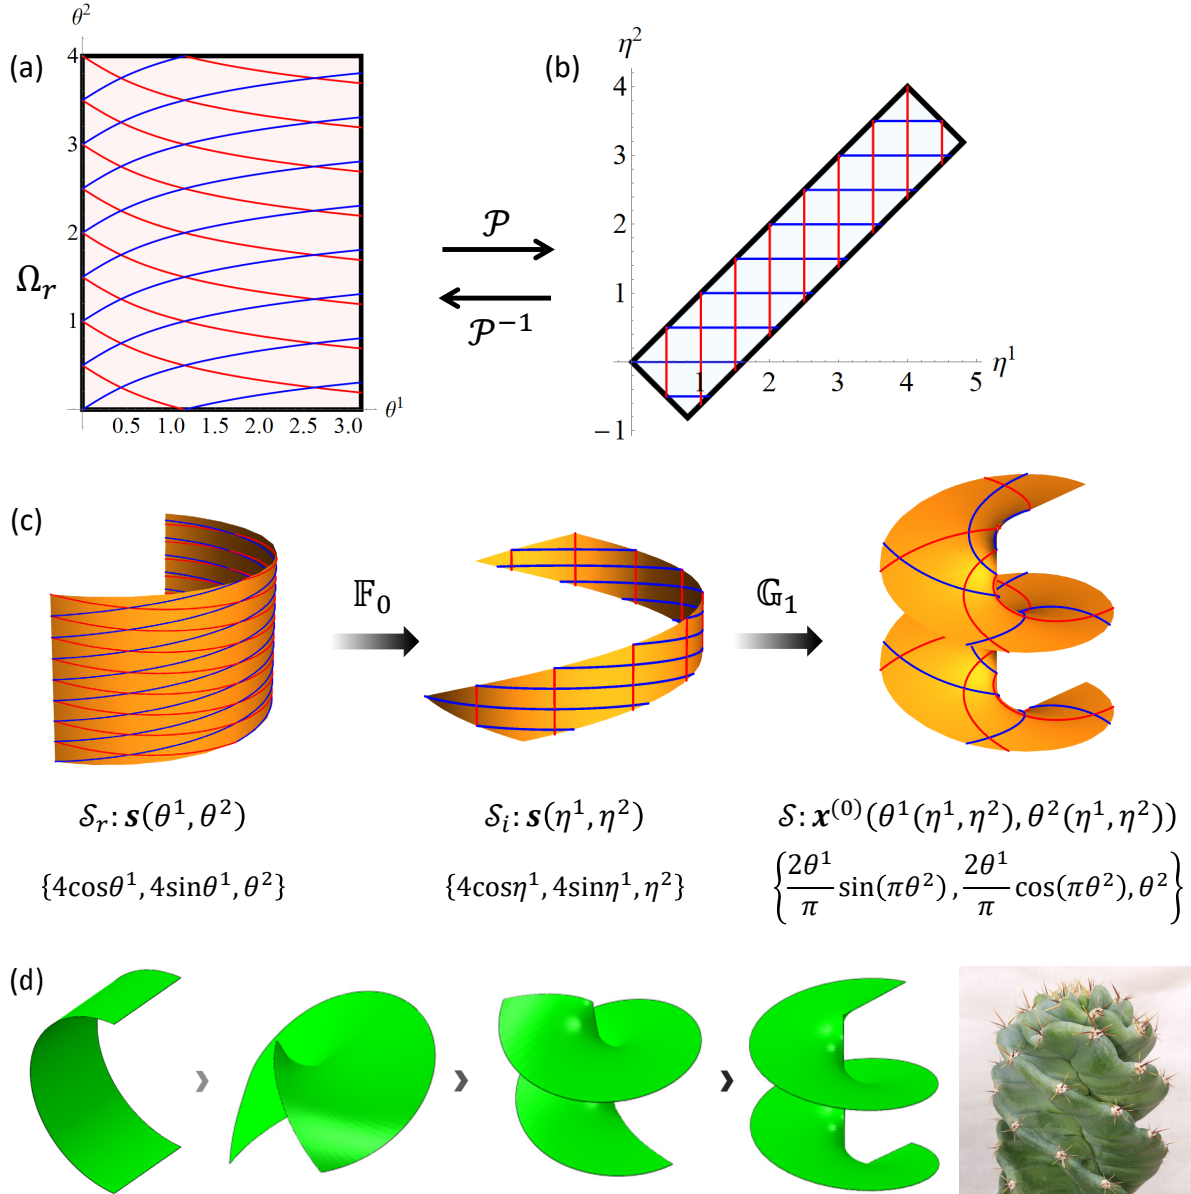 (a)
θ²
4
3
2
1
Ωᵣ
0.5 1.0 1.5 2.0 2.5 3.0
θ¹
𝒫
𝒫⁻¹
(b)
η²
4
3
2
1
−1
1 2 3 4 5
η¹
(c)
𝔽₀
𝔾₁
𝒮ᵣ: 𝒔(θ¹, θ²)
{4cosθ¹, 4sinθ¹, θ²}
𝒮ᵢ: 𝒔(η¹, η²)
{4cosη¹, 4sinη¹, η²}
𝒮: 𝒙⁽⁰⁾(θ¹(η¹, η²), θ²(η¹, η²))
{2θ¹/π sin(πθ²), 2θ¹/π cos(πθ²), θ²}
(d)